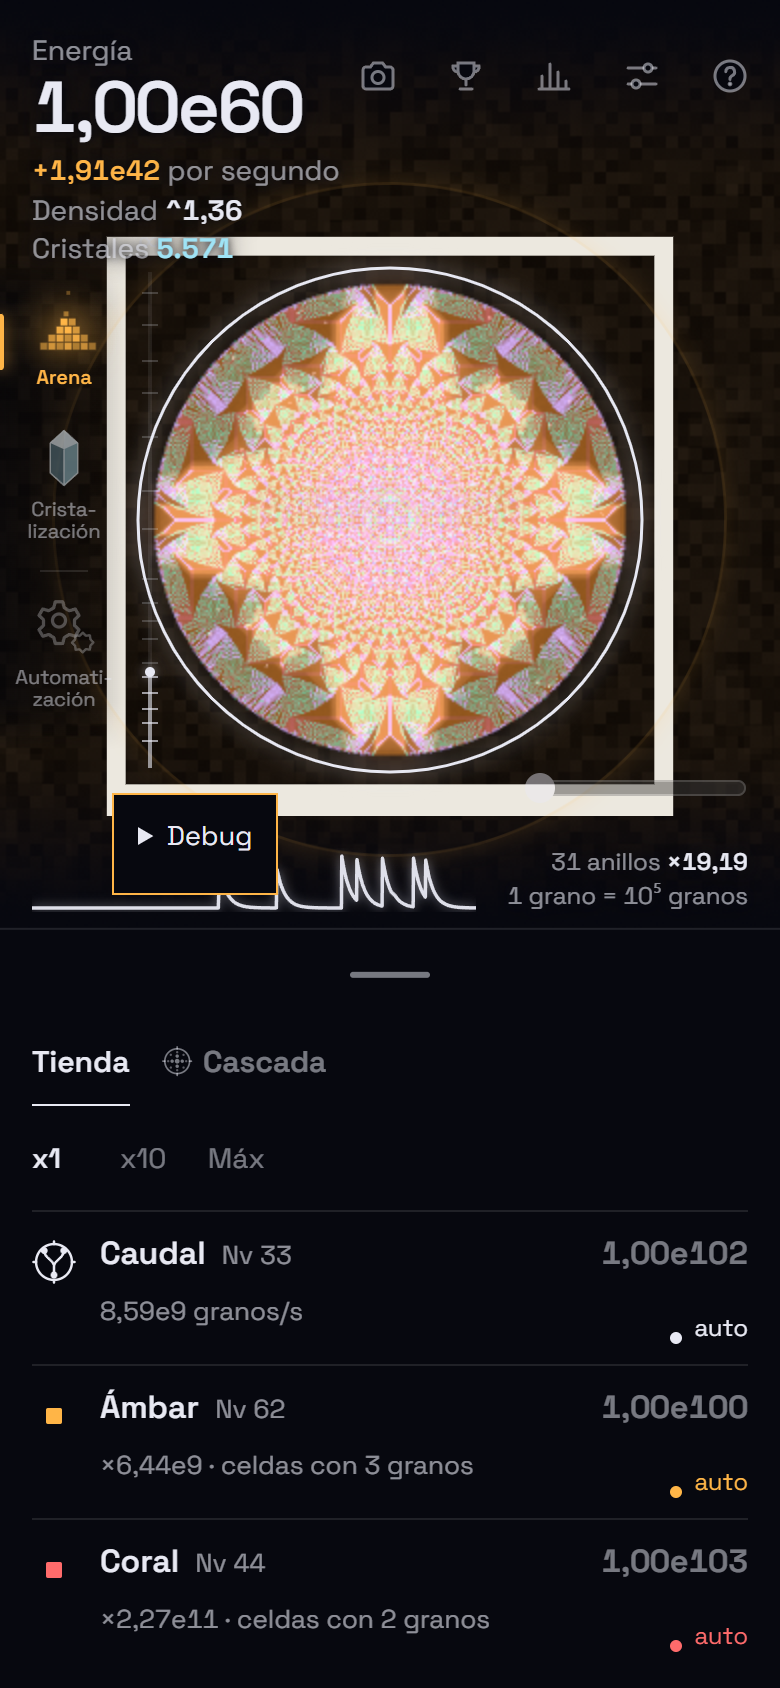 Energía
1,00e60
+1,91e42 por segundo
Densidad ^1,36
Cristales 5.571
Arena
Crista-
lización
Automati-
zación
▶ Debug
31 anillos ×19,19
1 grano = 10⁵ granos
Tienda
Cascada
x1 x10 Máx
Caudal Nv 33 1,00e102
8,59e9 granos/s
auto
Ámbar Nv 62 1,00e100
×6,44e9 · celdas con 3 granos
auto
Coral Nv 44 1,00e103
×2,27e11 · celdas con 2 granos
auto